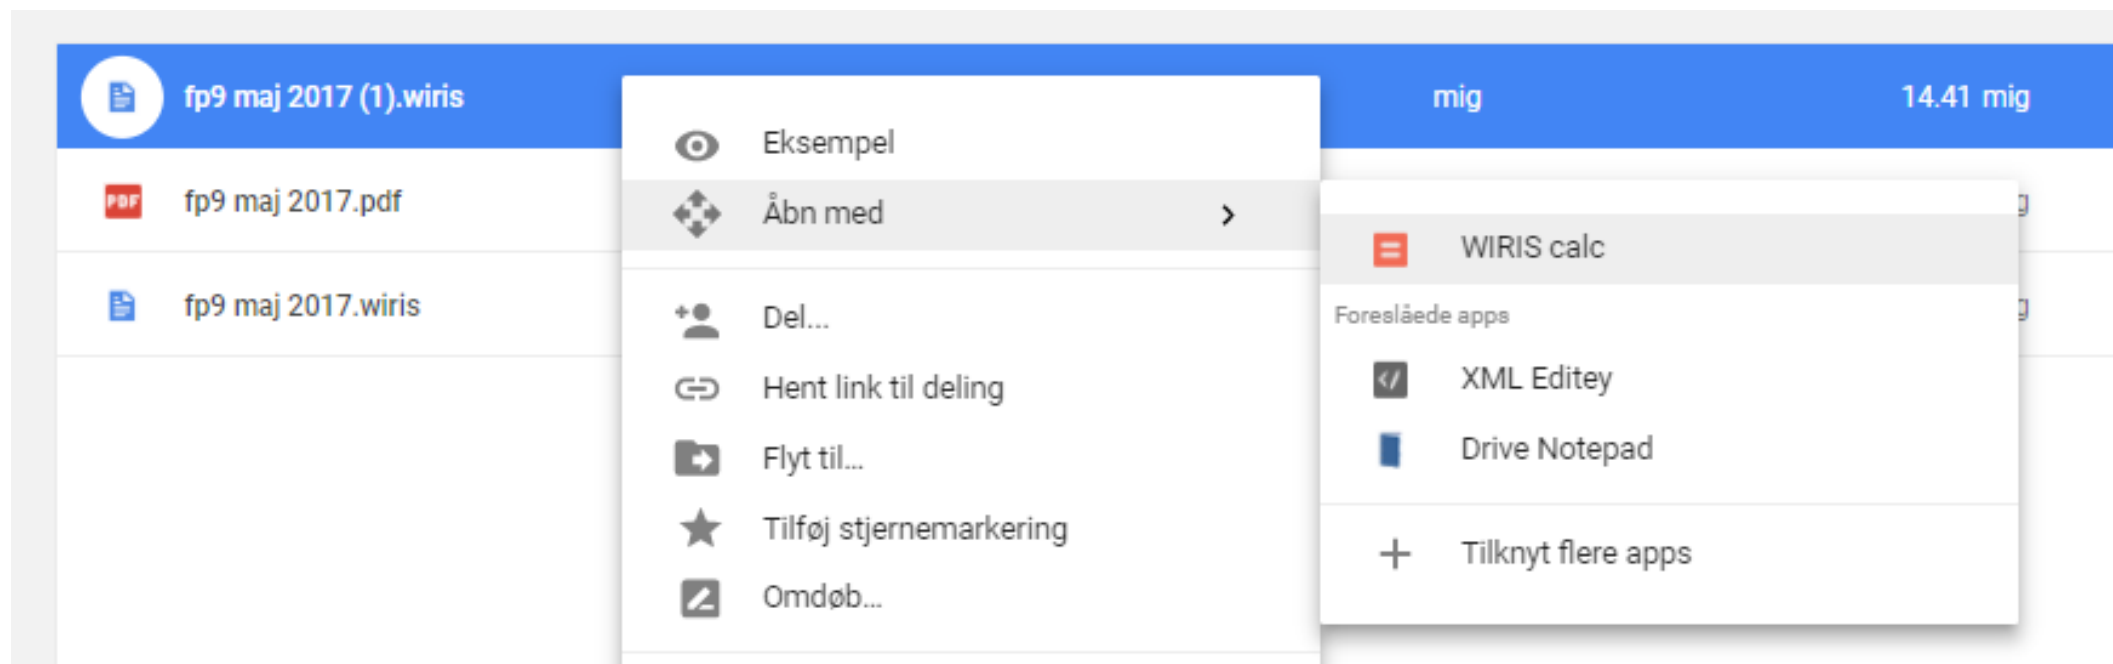 fp9 maj 2017 (1).wiris mig 14.41 mig
Eksempel
PDF fp9 maj 2017.pdf
Åbn med
WIRIS calc
fp9 maj 2017.wiris
Foreslåede apps
Del...
XML Editey
Hent link til deling
Drive Notepad
Flyt til...
Tilføj stjernemarkering
Tilknyt flere apps
Omdøb...